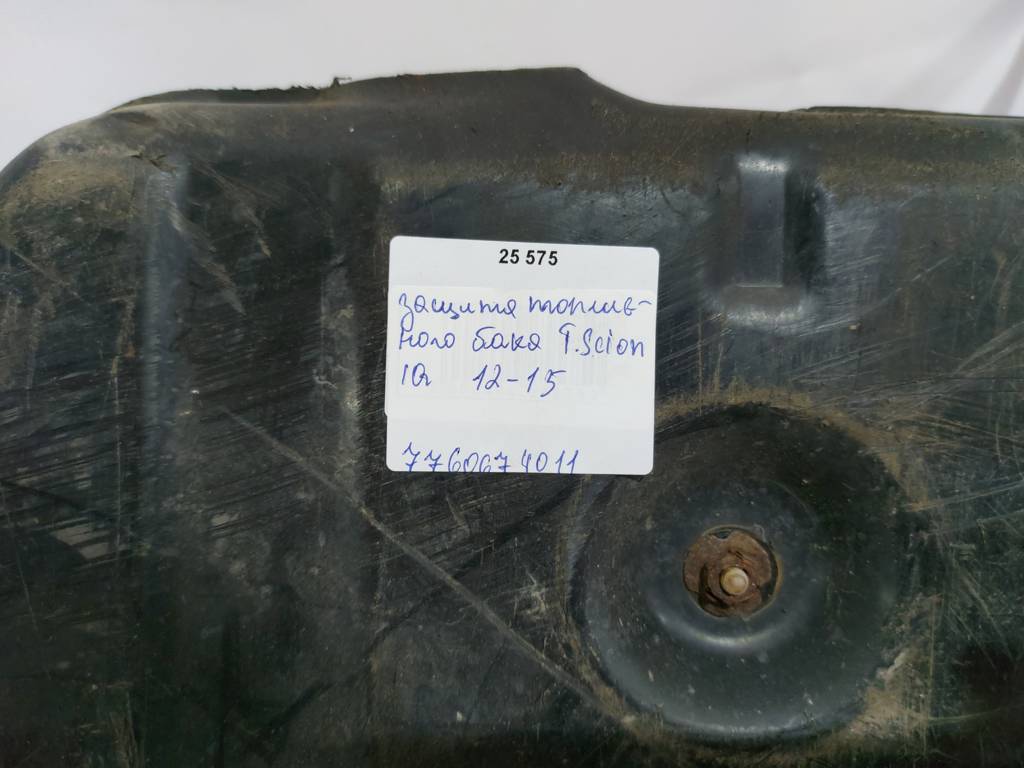 25 575
защита топлив-
ного бака T.Scion
IQ 12-15
7760674011